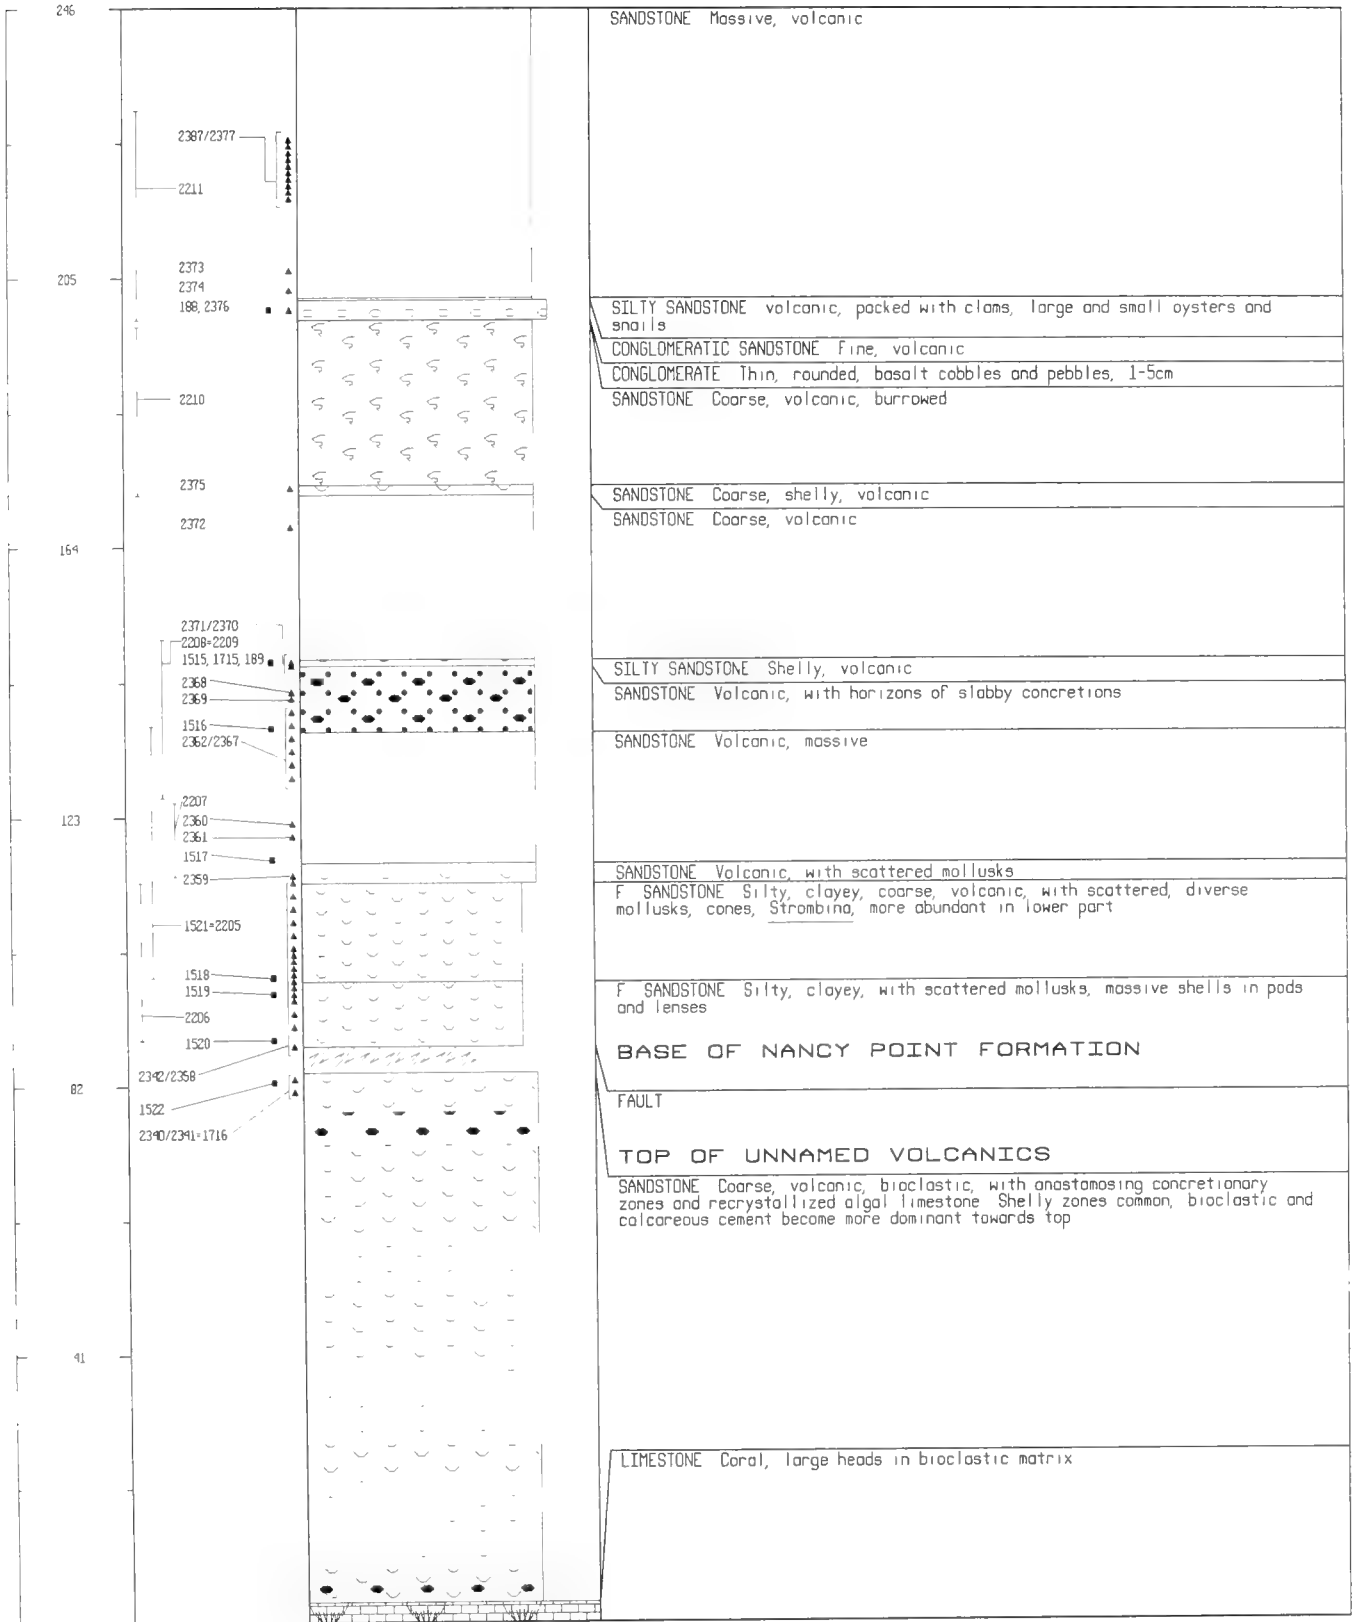 246
SANDSTONE Massive, volcanic
2387/2377
2211
2373
205
2374
188, 2376
SILTY SANDSTONE volcanic, packed with clams, large and small oysters and
snails
CONGLOMERATIC SANDSTONE Fine, volcanic
CONGLOMERATE Thin, rounded, basalt cobbles and pebbles, 1-5cm
2210
SANDSTONE Coarse, volcanic, burrowed
2375
SANDSTONE Coarse, shelly, volcanic
2372
SANDSTONE Coarse, volcanic
164
2371/2370
2208=2209
1515, 1715, 189
SILTY SANDSTONE Shelly, volcanic
2368
SANDSTONE Volcanic, with horizons of slabby concretions
2369
1516
2362/2367
SANDSTONE Volcanic, massive
2207
123
2360
2361
1517
SANDSTONE Volcanic, with scattered mollusks
2359
F SANDSTONE Silty, clayey, coarse, volcanic, with scattered, diverse
mollusks, cones, Strombina, more abundant in lower part
1521=2205
1518
1519
F SANDSTONE Silty, clayey, with scattered mollusks, massive shells in pods
and lenses
2206
1520
BASE OF NANCY POINT FORMATION
2342/2358
82
FAULT
1522
2340/2341=1716
TOP OF UNNAMED VOLCANICS
SANDSTONE Coarse, volcanic, bioclastic, with anastamosing concretionary
zones and recrystallized algal limestone Shelly zones common, bioclastic and
calcareous cement become more dominant towards top
41
LIMESTONE Coral, large heads in bioclastic matrix